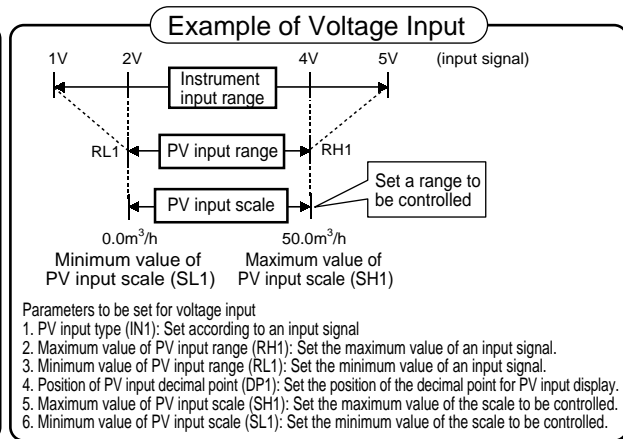 Example of Voltage Input
1V 2V 4V 5V (input signal)
Instrument
input range
RL1 PV input range RH1
PV input scale
Set a range to
be controlled
0.0m³/h 50.0m³/h
Minimum value of
PV input scale (SL1)
Maximum value of
PV input scale (SH1)
Parameters to be set for voltage input
1. PV input type (IN1): Set according to an input signal
2. Maximum value of PV input range (RH1): Set the maximum value of an input signal.
3. Minimum value of PV input range (RL1): Set the minimum value of an input signal.
4. Position of PV input decimal point (DP1): Set the position of the decimal point for PV input display.
5. Maximum value of PV input scale (SH1): Set the maximum value of the scale to be controlled.
6. Minimum value of PV input scale (SL1): Set the minimum value of the scale to be controlled.